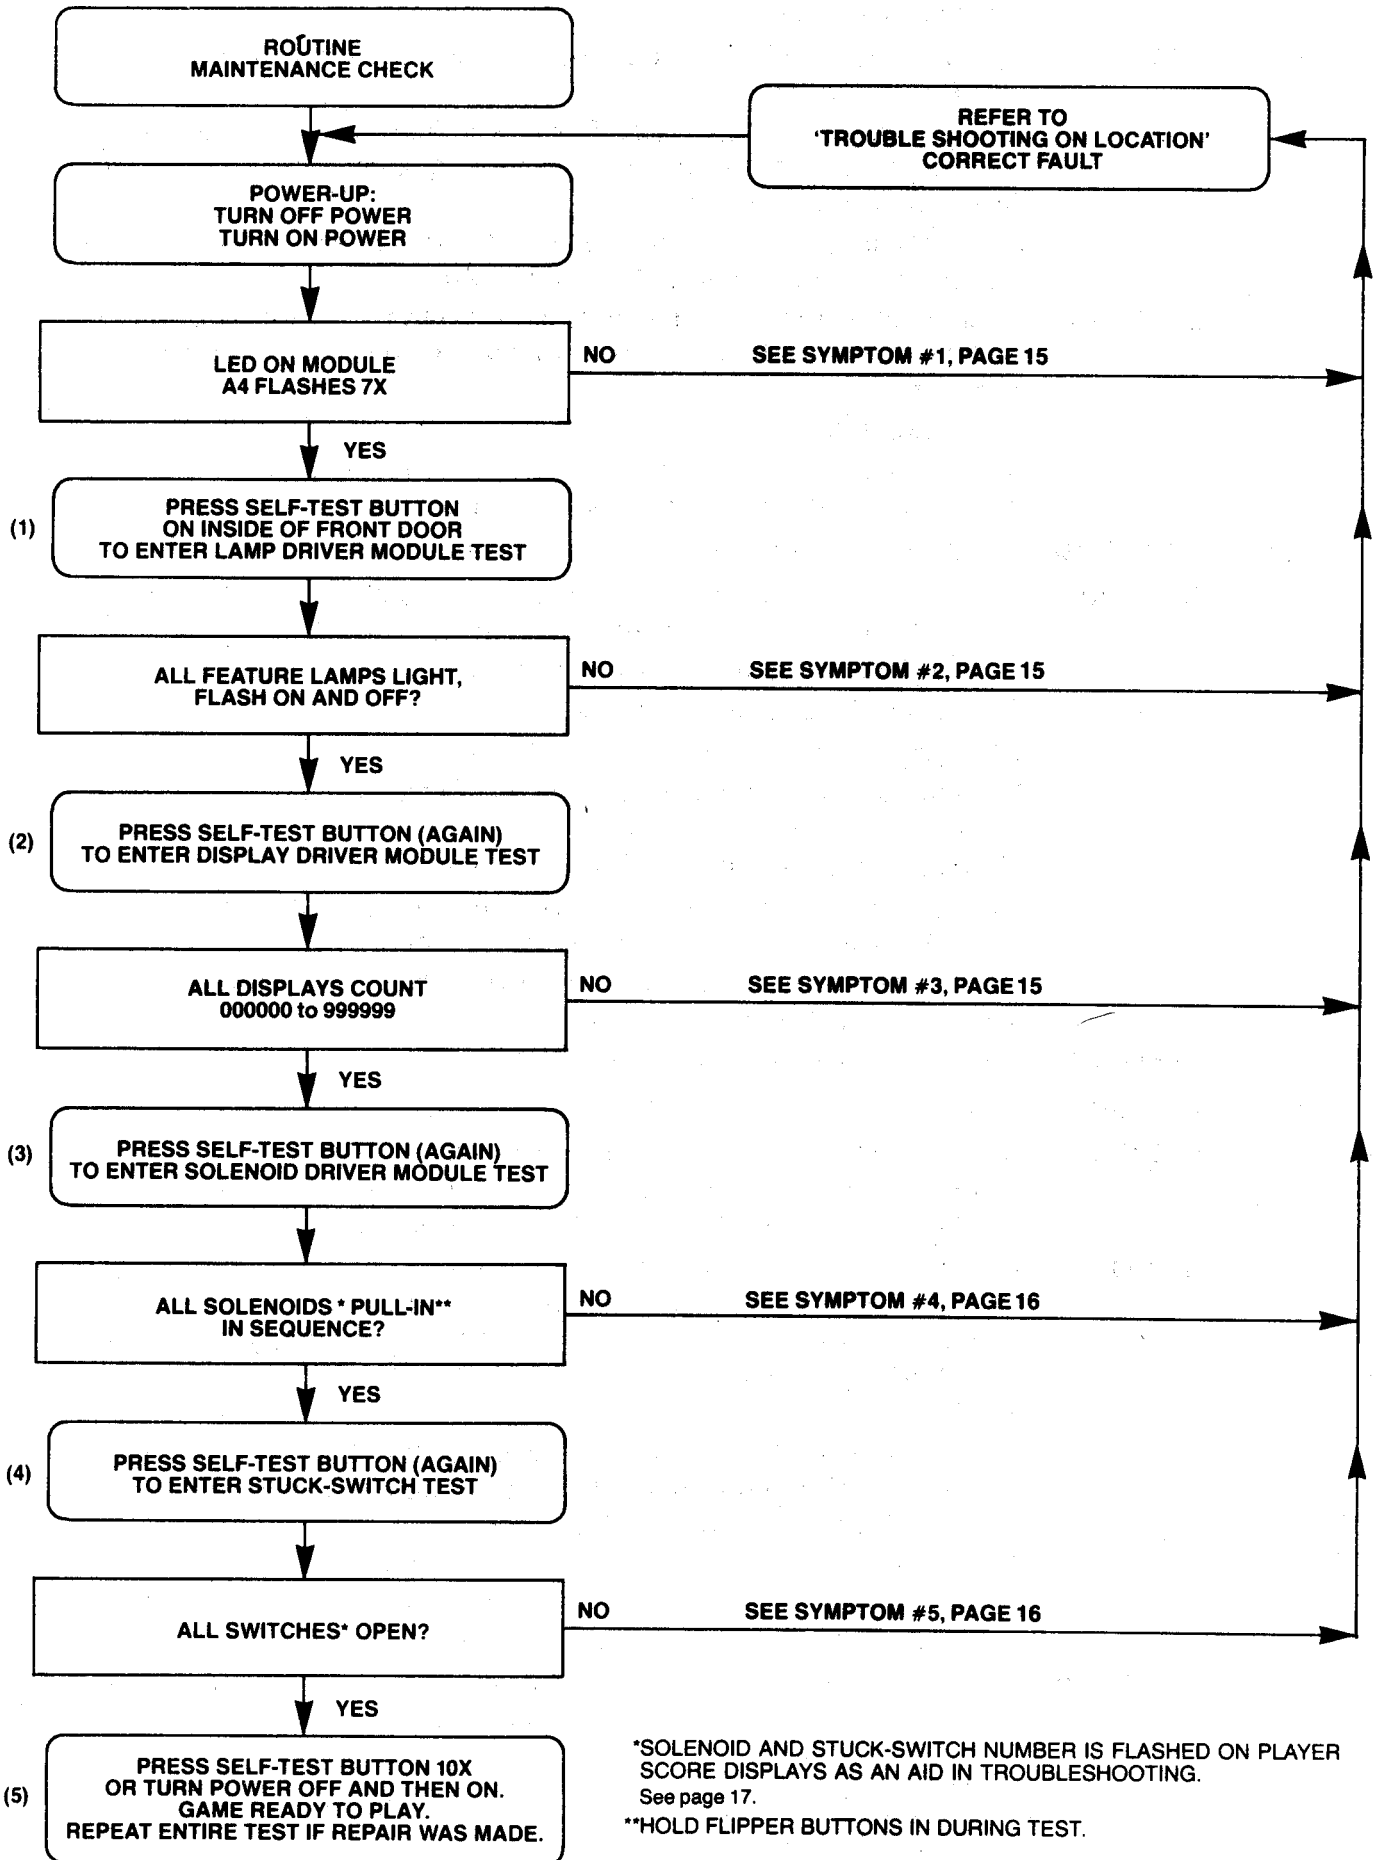 ROUTINE
MAINTENANCE CHECK
REFER TO
'TROUBLE SHOOTING ON LOCATION'
CORRECT FAULT
POWER-UP:
TURN OFF POWER
TURN ON POWER
LED ON MODULE
A4 FLASHES 7X
NO
SEE SYMPTOM #1, PAGE 15
YES
(1)
PRESS SELF-TEST BUTTON
ON INSIDE OF FRONT DOOR
TO ENTER LAMP DRIVER MODULE TEST
ALL FEATURE LAMPS LIGHT,
FLASH ON AND OFF?
NO
SEE SYMPTOM #2, PAGE 15
YES
(2)
PRESS SELF-TEST BUTTON (AGAIN)
TO ENTER DISPLAY DRIVER MODULE TEST
ALL DISPLAYS COUNT
000000 to 999999
NO
SEE SYMPTOM #3, PAGE 15
YES
(3)
PRESS SELF-TEST BUTTON (AGAIN)
TO ENTER SOLENOID DRIVER MODULE TEST
ALL SOLENOIDS * PULL-IN**
IN SEQUENCE?
NO
SEE SYMPTOM #4, PAGE 16
YES
(4)
PRESS SELF-TEST BUTTON (AGAIN)
TO ENTER STUCK-SWITCH TEST
ALL SWITCHES* OPEN?
NO
SEE SYMPTOM #5, PAGE 16
YES
(5)
PRESS SELF-TEST BUTTON 10X
OR TURN POWER OFF AND THEN ON.
GAME READY TO PLAY.
REPEAT ENTIRE TEST IF REPAIR WAS MADE.
*SOLENOID AND STUCK-SWITCH NUMBER IS FLASHED ON PLAYER
SCORE DISPLAYS AS AN AID IN TROUBLESHOOTING.
See page 17.
**HOLD FLIPPER BUTTONS IN DURING TEST.